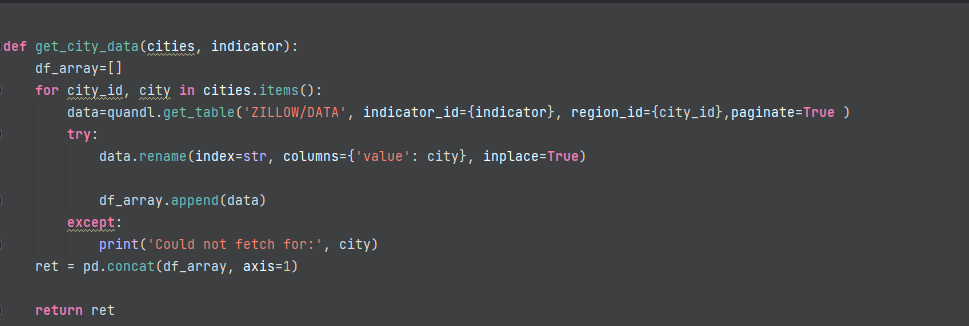 def get_city_data(cities, indicator):
    df_array=[]
    for city_id, city in cities.items():
        data=quandl.get_table('ZILLOW/DATA', indicator_id={indicator}, region_id={city_id},paginate=True )
        try:
            data.rename(index=str, columns={'value': city}, inplace=True)
            df_array.append(data)
        except:
            print('Could not fetch for:', city)
    ret = pd.concat(df_array, axis=1)
    return ret